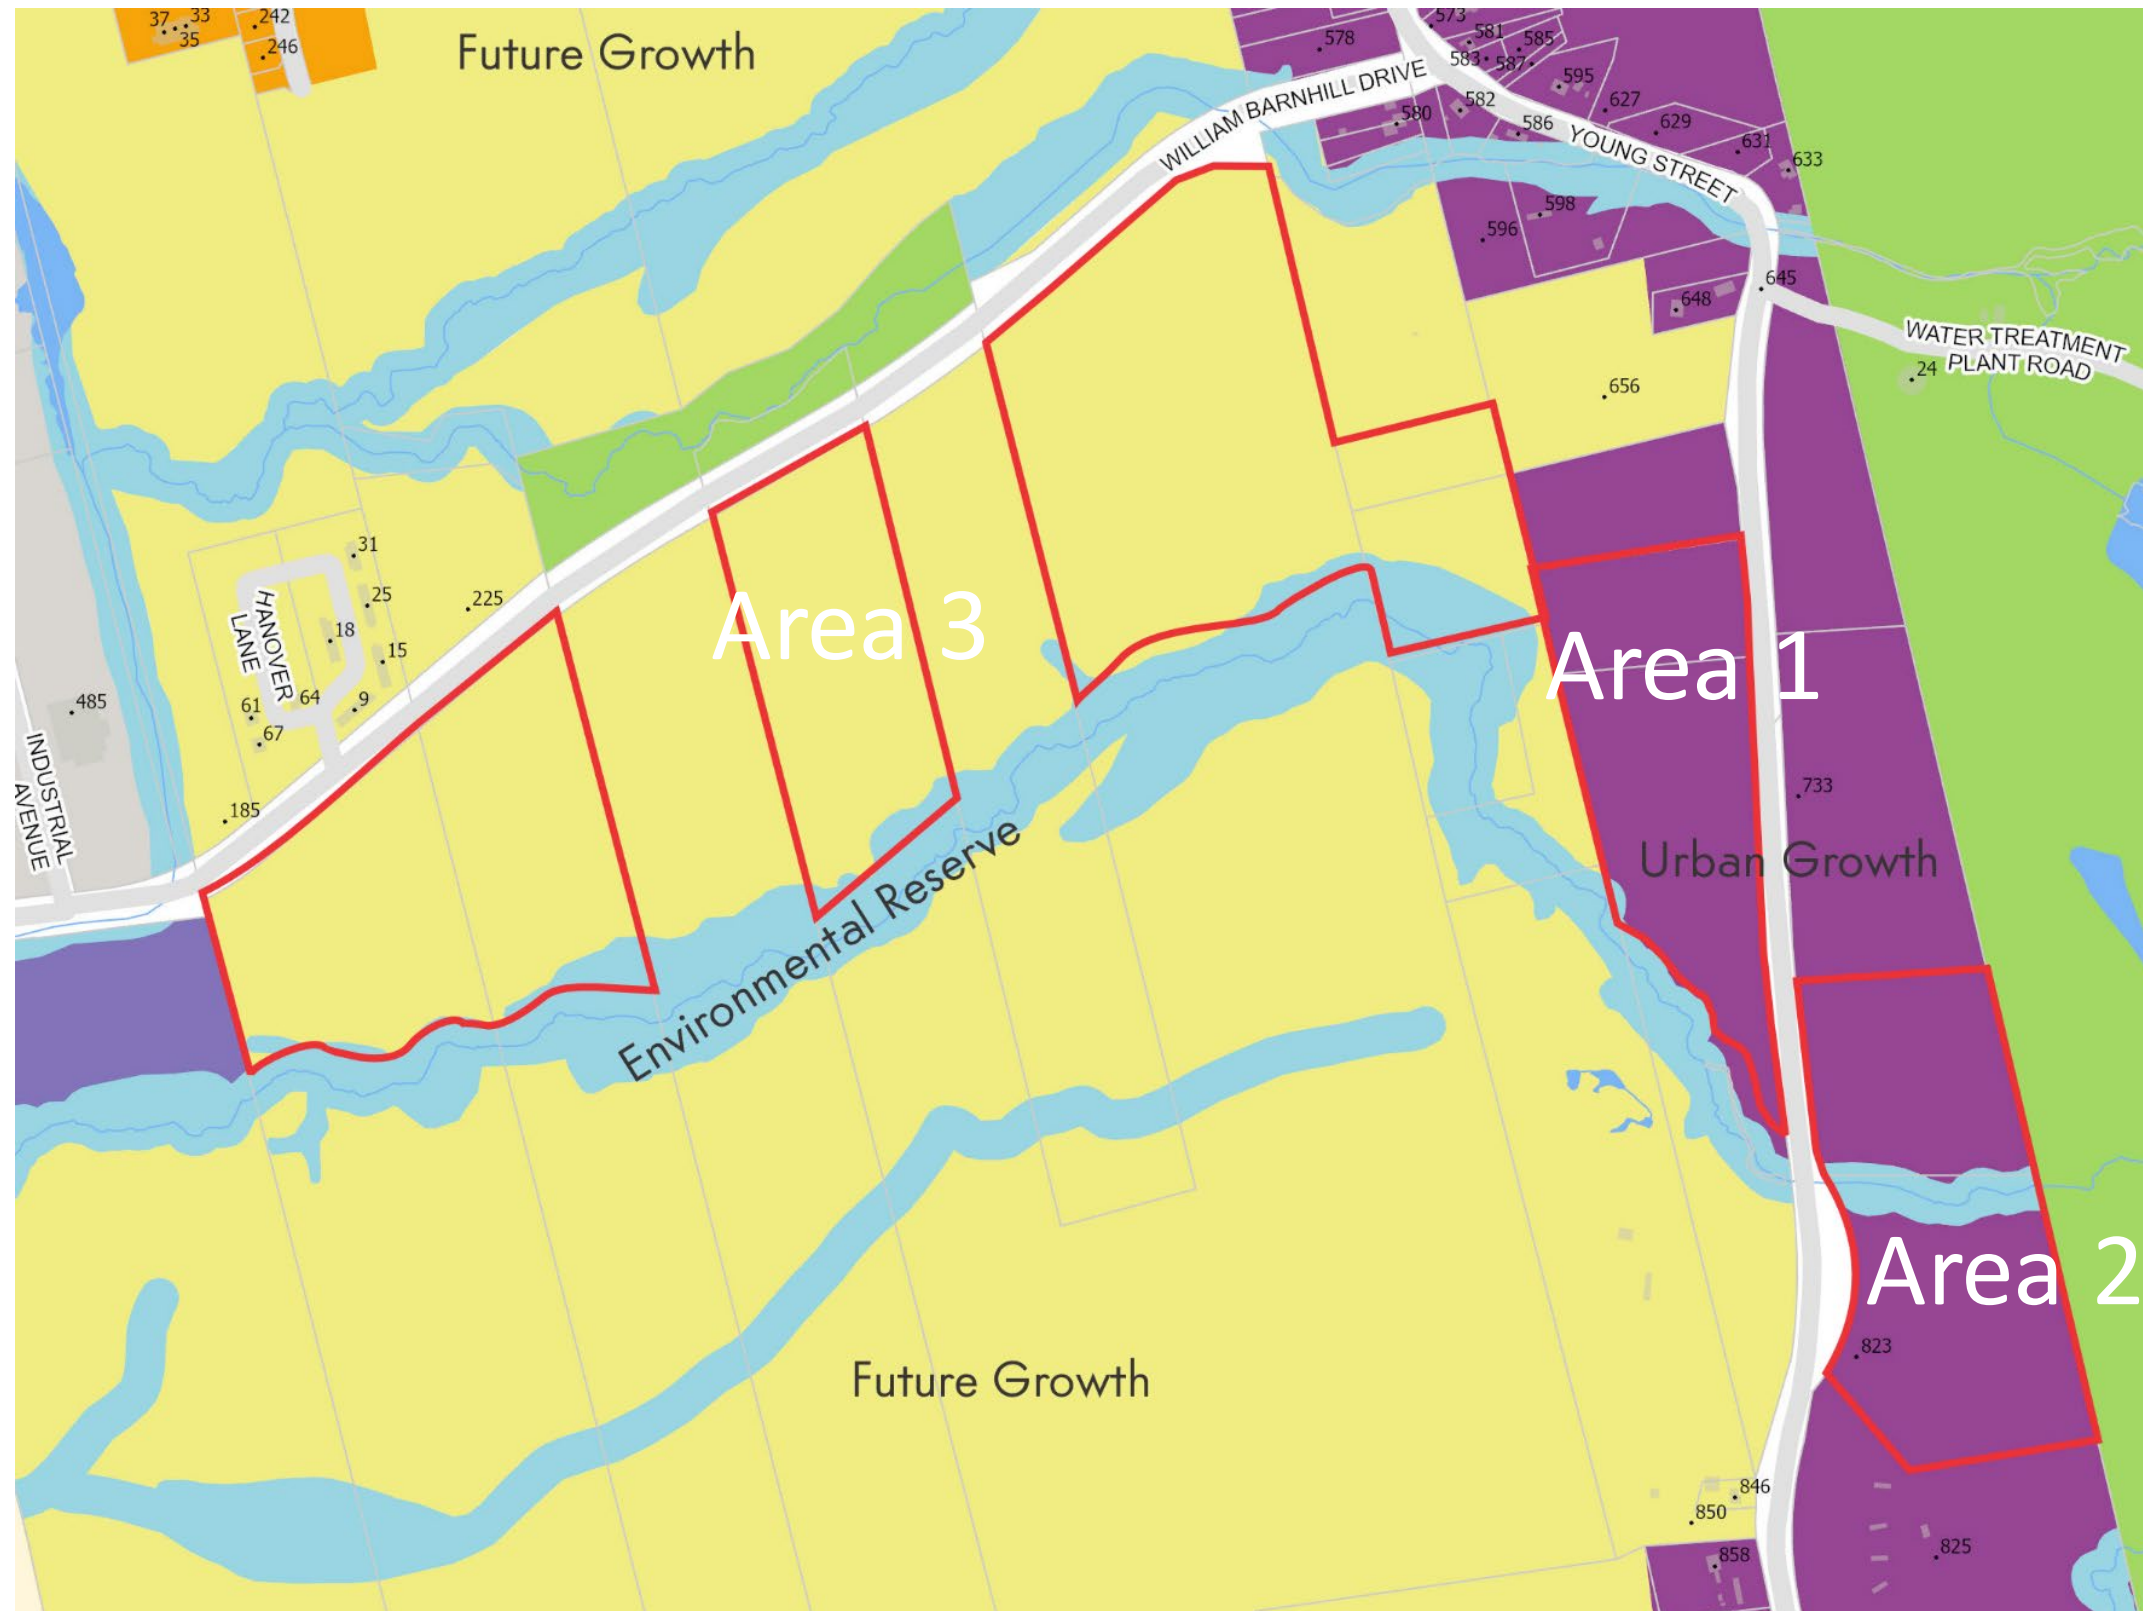 37
33
35
242
246
Future Growth
578
573
581
585
583
587
595
WILLIAM BARNHILL DRIVE
580
582
586
627
629
631
633
YOUNG STREET
598
596
645
648
WATER TREATMENT
PLANT ROAD
24
656
31
25
225
18
15
HANOVER
LANE
64
9
61
67
485
INDUSTRIAL
AVENUE
185
Area 3
Area 1
733
Urban Growth
Environmental Reserve
Area 2
823
Future Growth
846
850
858
825